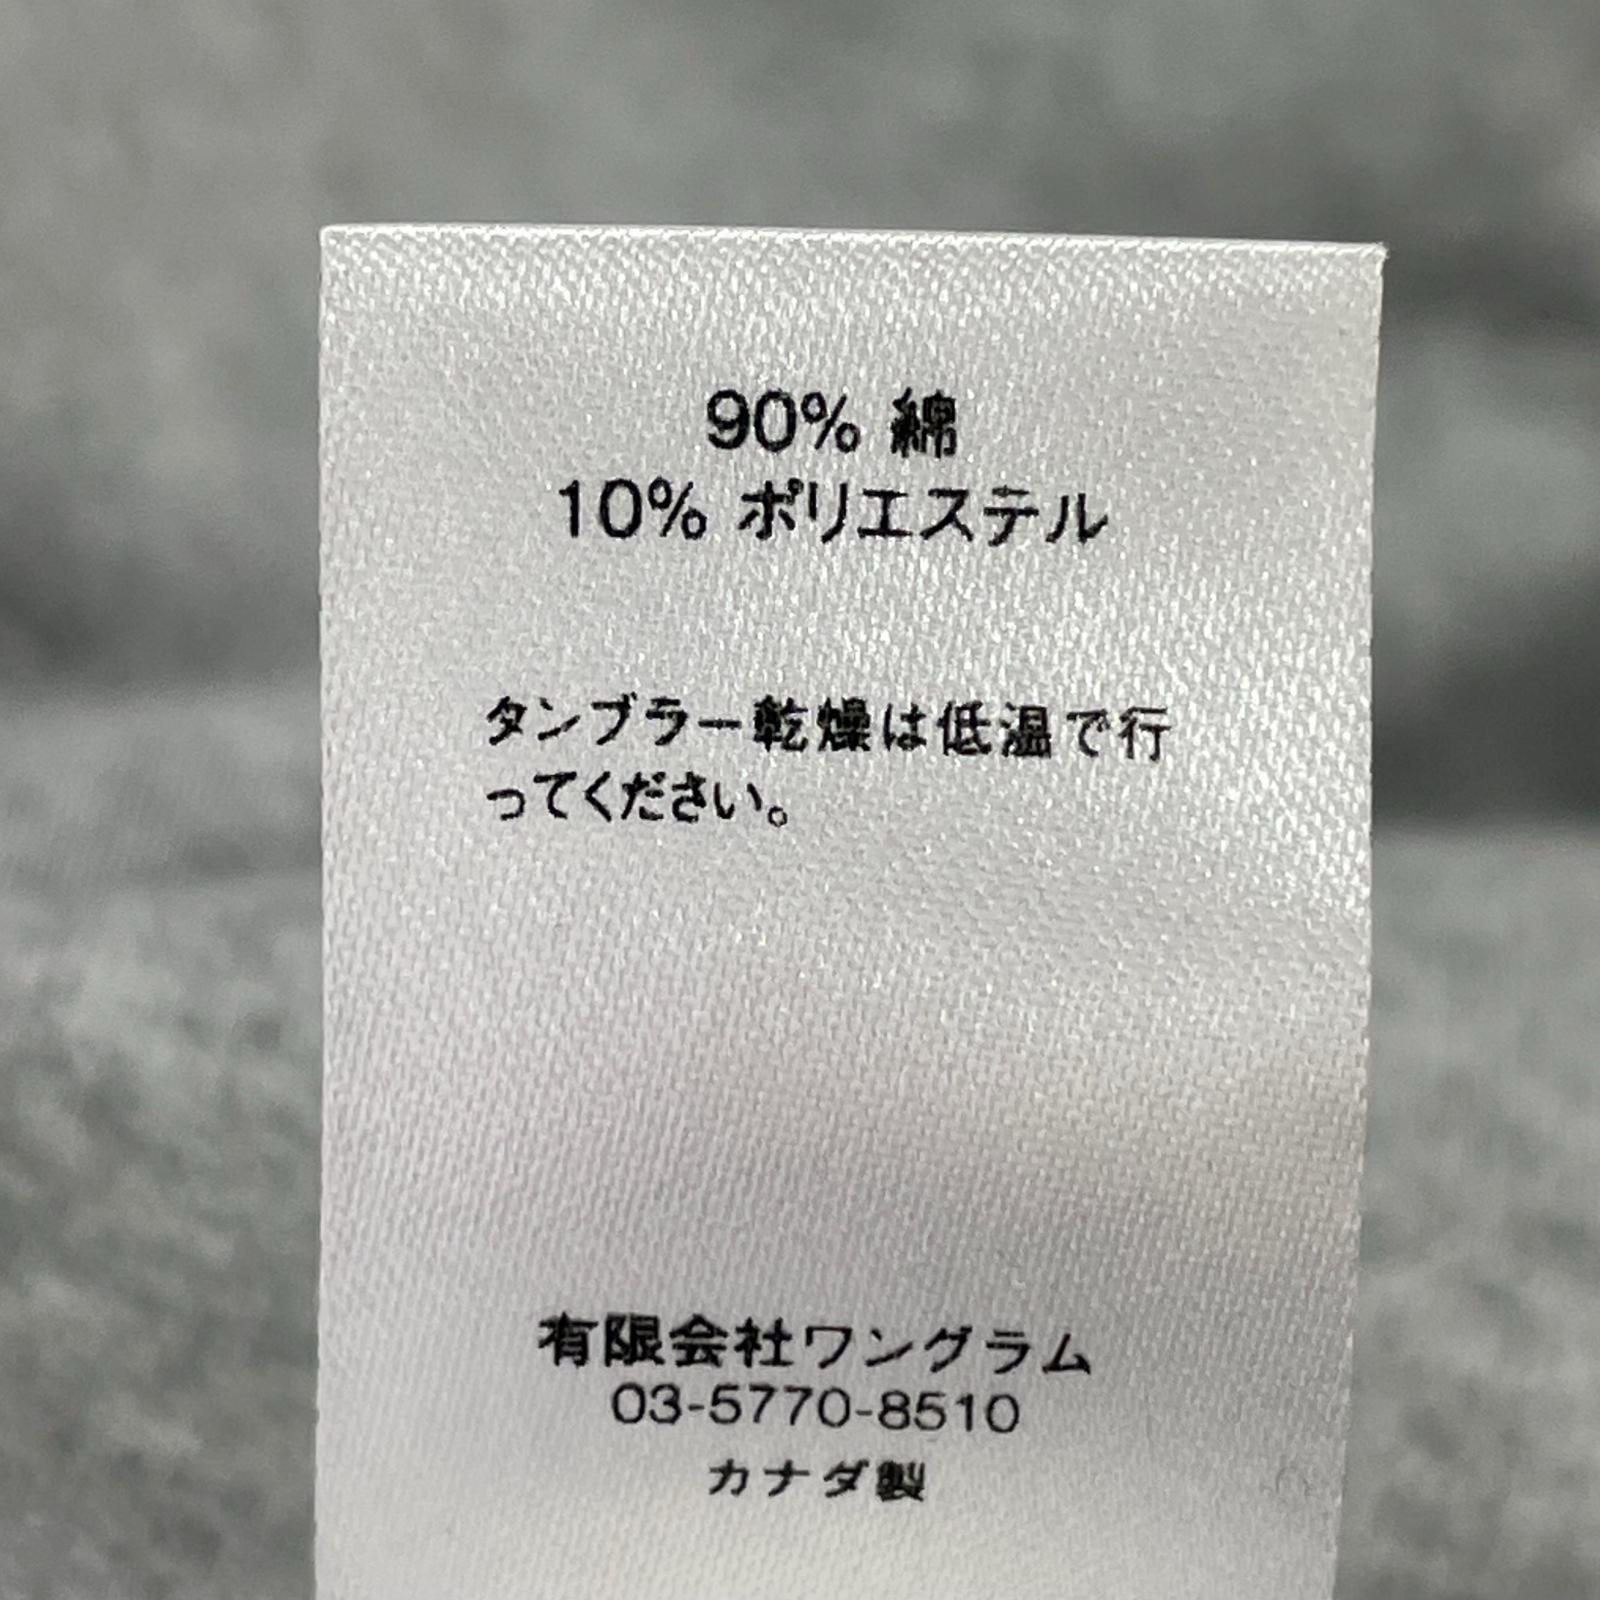 90% 綿
10% ポリエステル
タンブラー乾燥は低温で行
ってください。
有限会社ワングラム
03-5770-8510
カナダ製